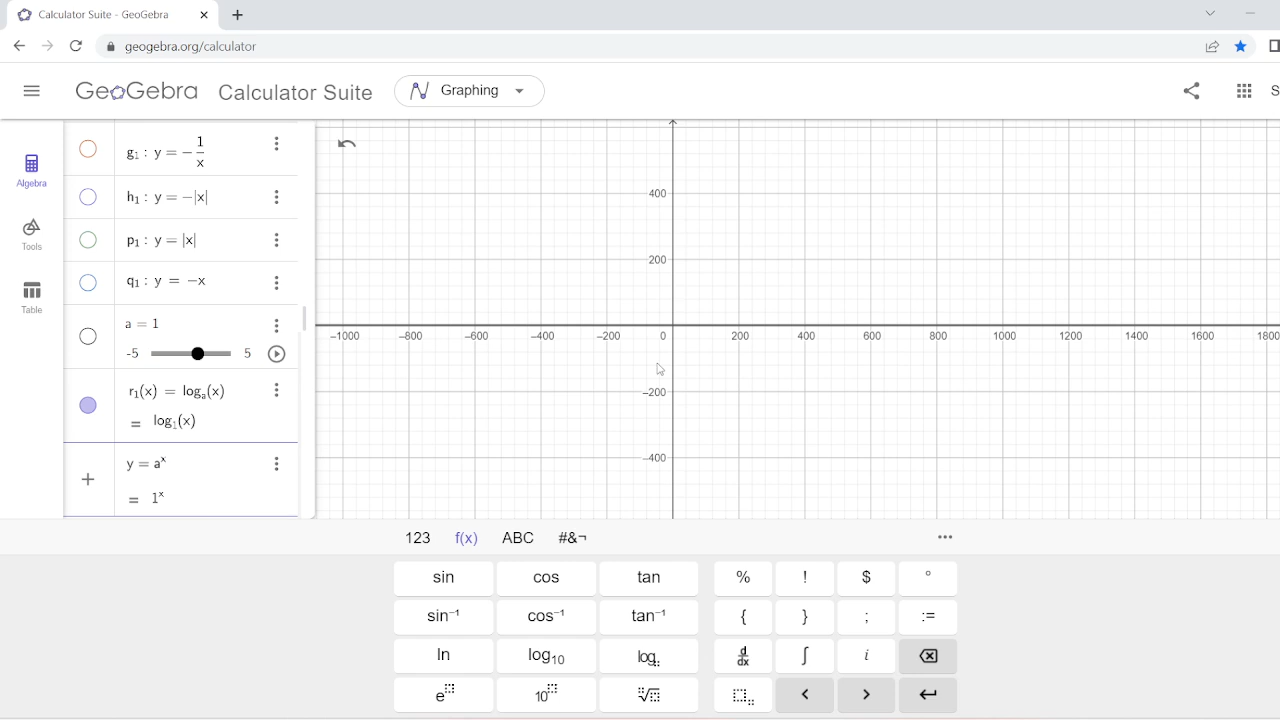 Calculator Suite - GeoGebra
geogebra.org/calculator
GeoGebra Calculator Suite Graphing
S
Algebra
Tools
Table
g₁ : y = −1/x
h₁ : y = −|x|
p₁ : y = |x|
q₁ : y = −x
a = 1
-5 5
r₁(x) = logₐ(x)
= log₁(x)
y = aˣ
= 1ˣ
400
200
−1000 −800 −600 −400 −200 0 200 400 600 800 1000 1200 1400 1600 1800
−200
−400
123 f(x) ABC #&¬
sin cos tan % ! $ °
sin⁻¹ cos⁻¹ tan⁻¹ { } ; :=
ln log₁₀ log d/dx ∫ i
e 10 √ < >